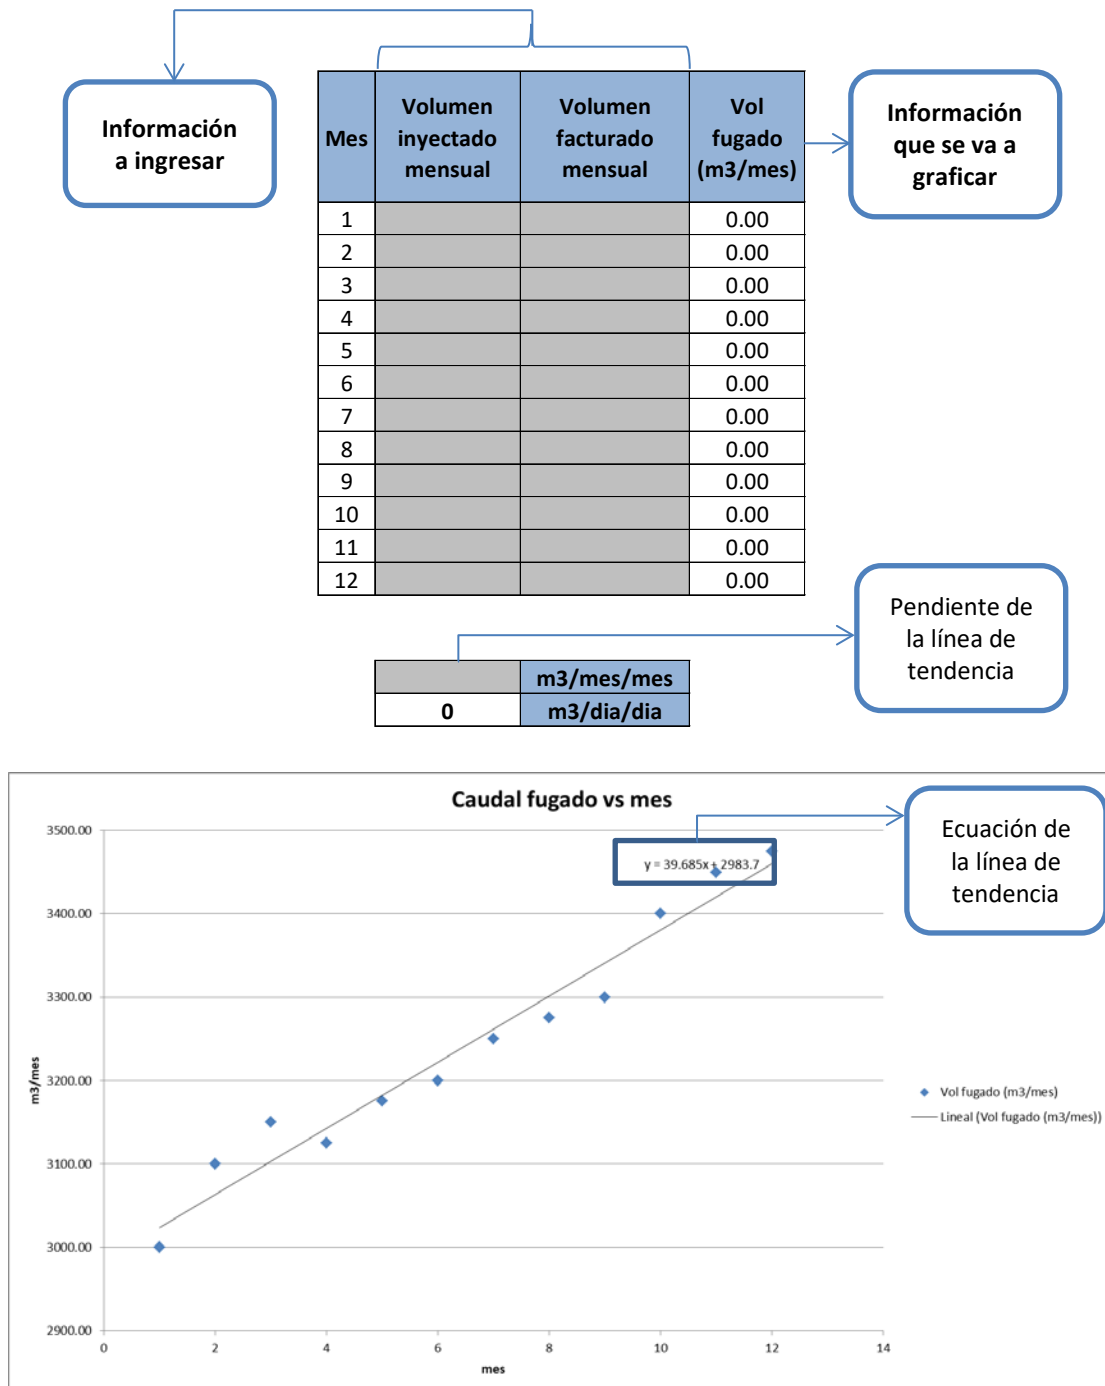 Información
a ingresar
Mes
Volumen
inyectado
mensual
Volumen
facturado
mensual
Vol
fugado
(m3/mes)
Información
que se va a
graficar
1 0.00
2 0.00
3 0.00
4 0.00
5 0.00
6 0.00
7 0.00
8 0.00
9 0.00
10 0.00
11 0.00
12 0.00
Pendiente de
la línea de
tendencia
m3/mes/mes
0 m3/dia/dia
Caudal fugado vs mes
Ecuación de
la línea de
tendencia
y = 39.685x + 2983.7
3500.00
3400.00
3300.00
3200.00
3100.00
3000.00
2900.00
m3/mes
0 2 4 6 8 10 12 14
mes
Vol fugado (m3/mes)
Lineal (Vol fugado (m3/mes))